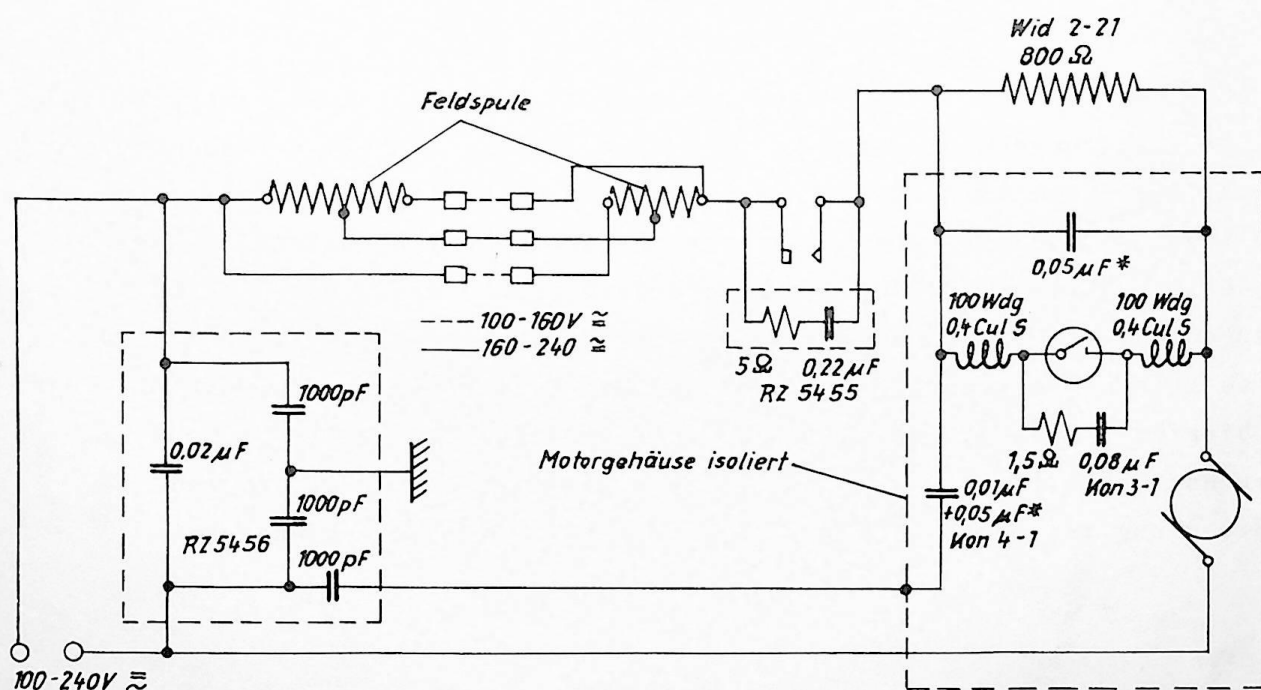 Wid 2-21
800 Ω
Feldspule
0,05 µF *
100 Wdg
0,4 Cul S
100 Wdg
0,4 Cul S
--- 100-160V ≂
— 160-240 ≂
5Ω
0,22 µF
RZ 5455
1000pF
0,02 µF
1000pF
RZ 5456
1000pF
Motorgehäuse isoliert
1,5Ω
0,08 µF
Kon 3-1
0,01 µF
+0,05 µF*
Kon 4-1
100-240V ≂